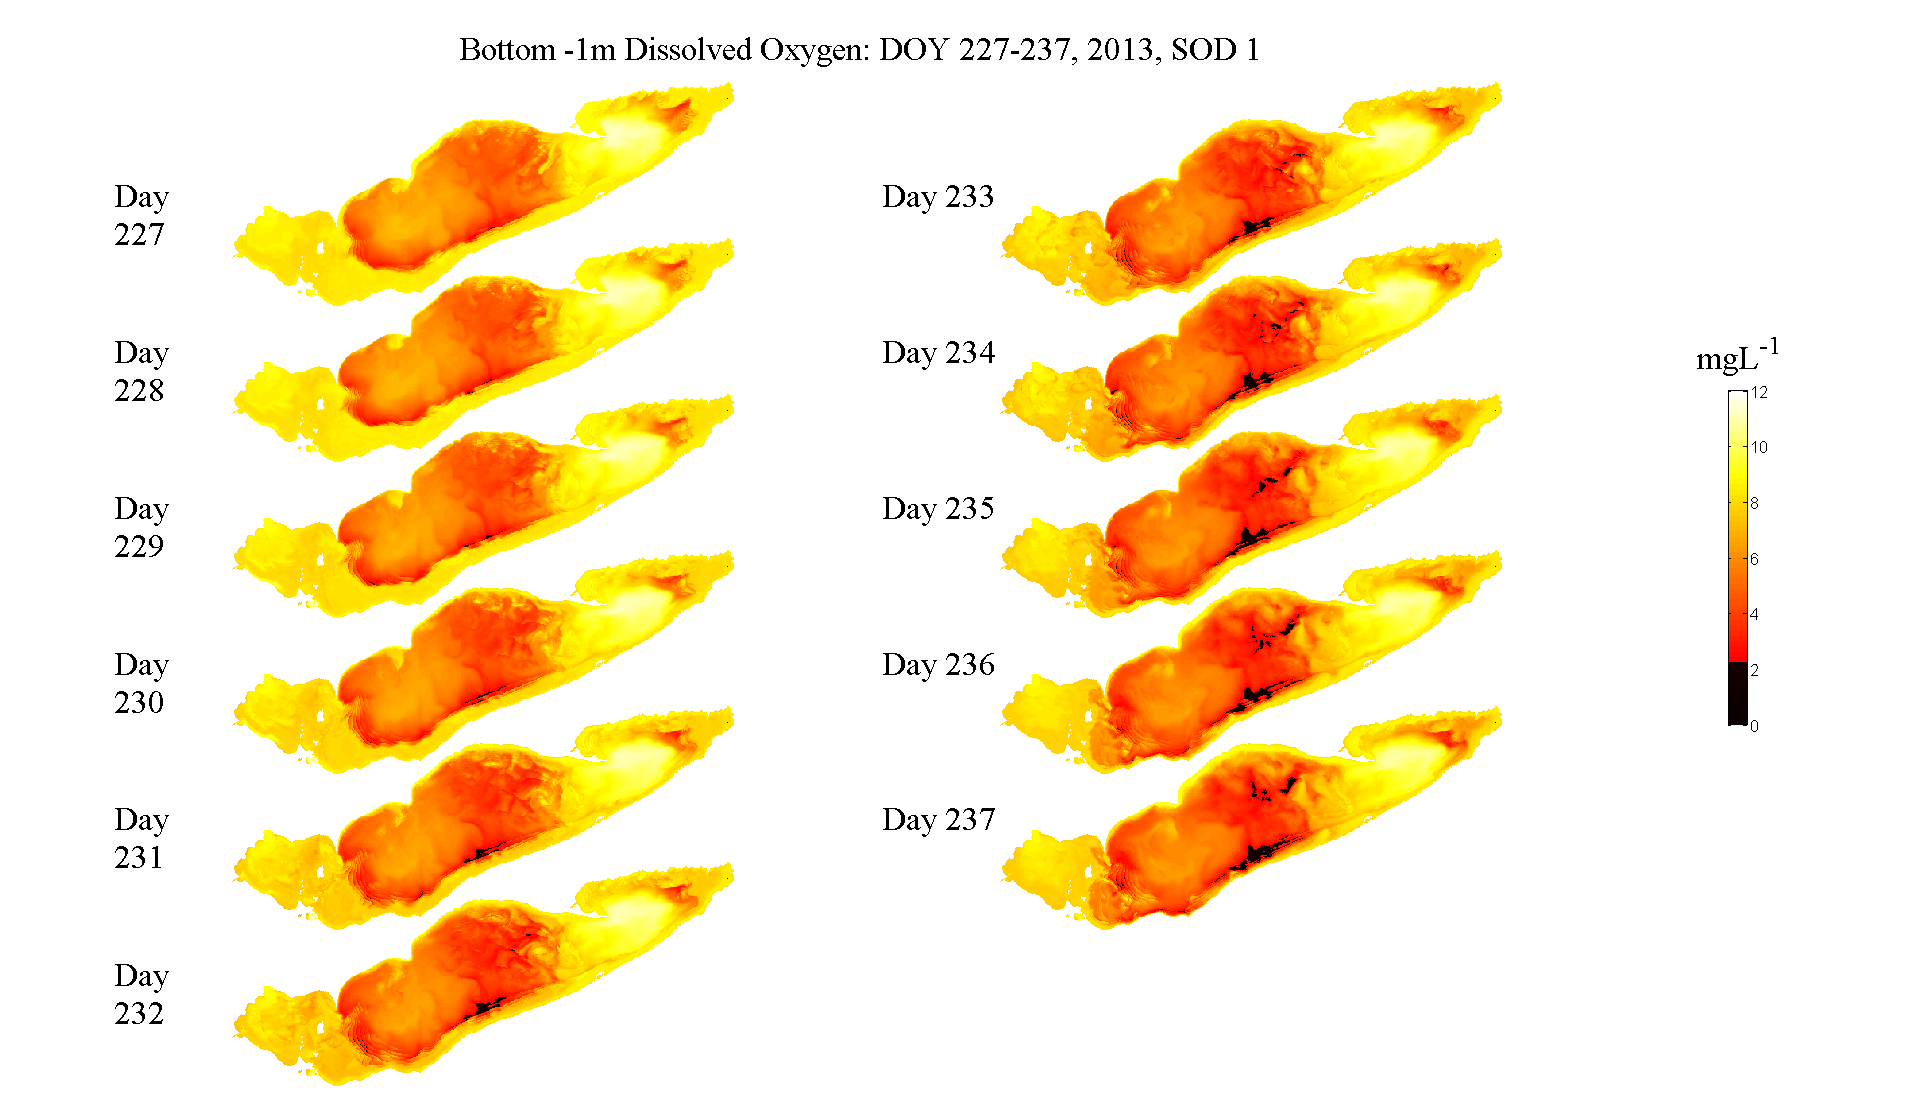 Bottom -1m Dissolved Oxygen: DOY 227-237, 2013, SOD 1
Day
227
Day
228
Day
229
Day
230
Day
231
Day
232
Day 233
Day 234
Day 235
Day 236
Day 237
mgL-1
12
10
8
6
4
2
0